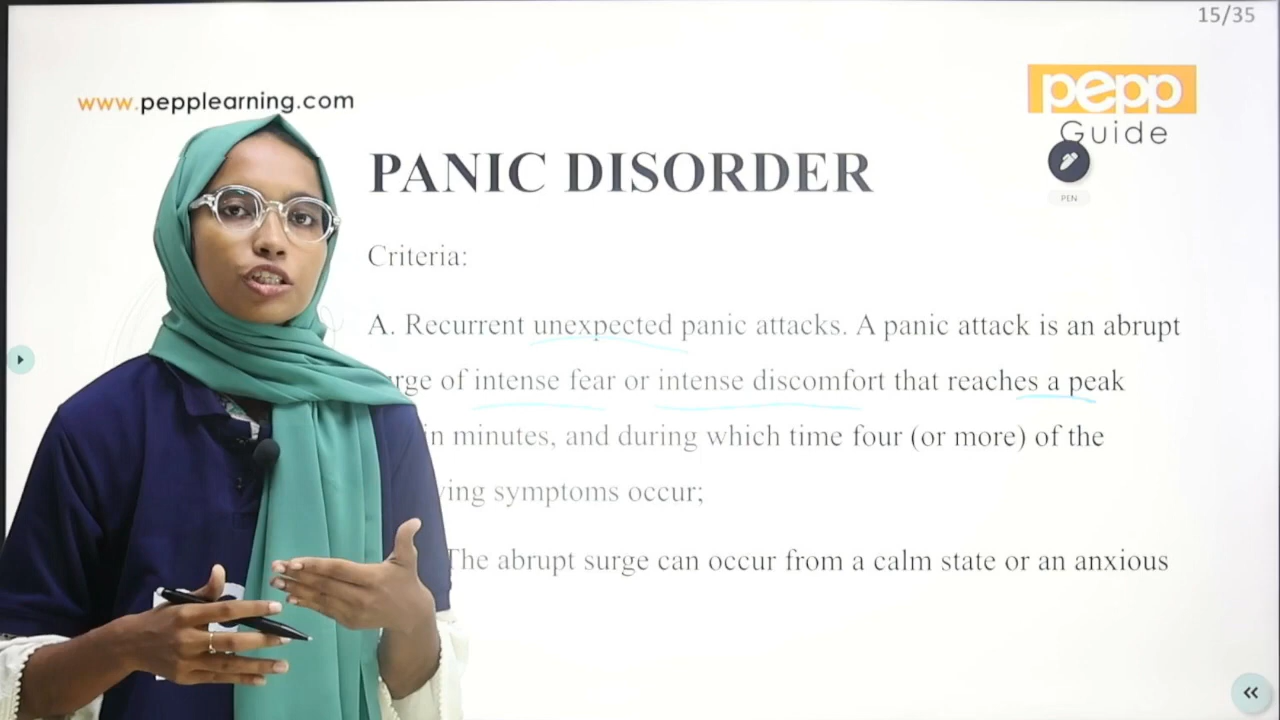 15/35
www.pepplearning.com
pepp
Guide
PEN
PANIC DISORDER
Criteria:
A. Recurrent unexpected panic attacks. A panic attack is an abrupt
rge of intense fear or intense discomfort that reaches a peak
in minutes, and during which time four (or more) of the
ving symptoms occur;
The abrupt surge can occur from a calm state or an anxious